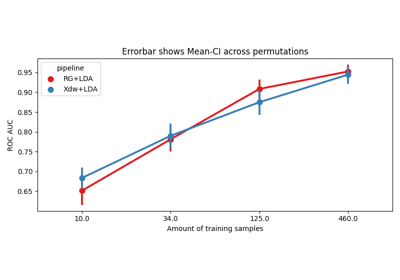 Errorbar shows Mean-CI across permutations
pipeline
RG+LDA
Xdw+LDA
ROC AUC
0.95
0.90
0.85
0.80
0.75
0.70
0.65
10.0 34.0 125.0 460.0
Amount of training samples